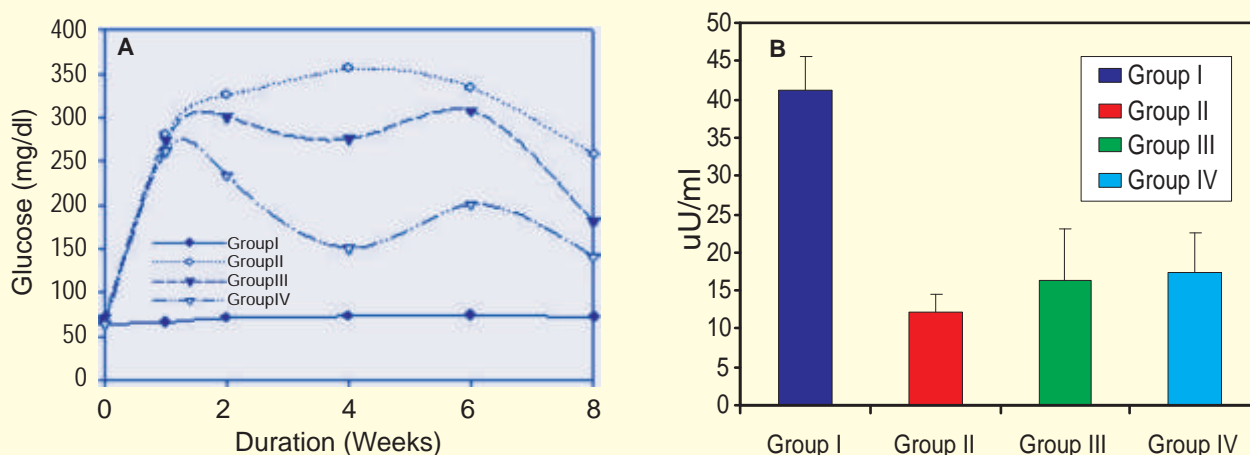 A
Glucose (mg/dl)
400
350
300
250
200
150
100
50
0
GroupI
GroupII
GroupIII
GroupIV
0 2 4 6 8
Duration (Weeks)
B
uU/ml
50
45
40
35
30
25
20
15
10
5
0
Group I
Group II
Group III
Group IV
Group I Group II Group III Group IV